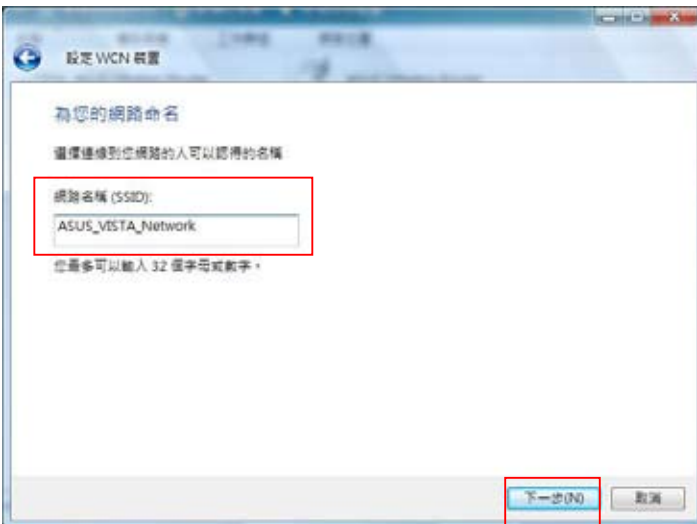 設定 WCN 裝置
為您的網路命名
選擇連線到您網路的人可以認得的名稱
網路名稱 (SSID):
ASUS_VISTA_Network
您最多可以輸入 32 個字母或數字。
下一步(N)
取消